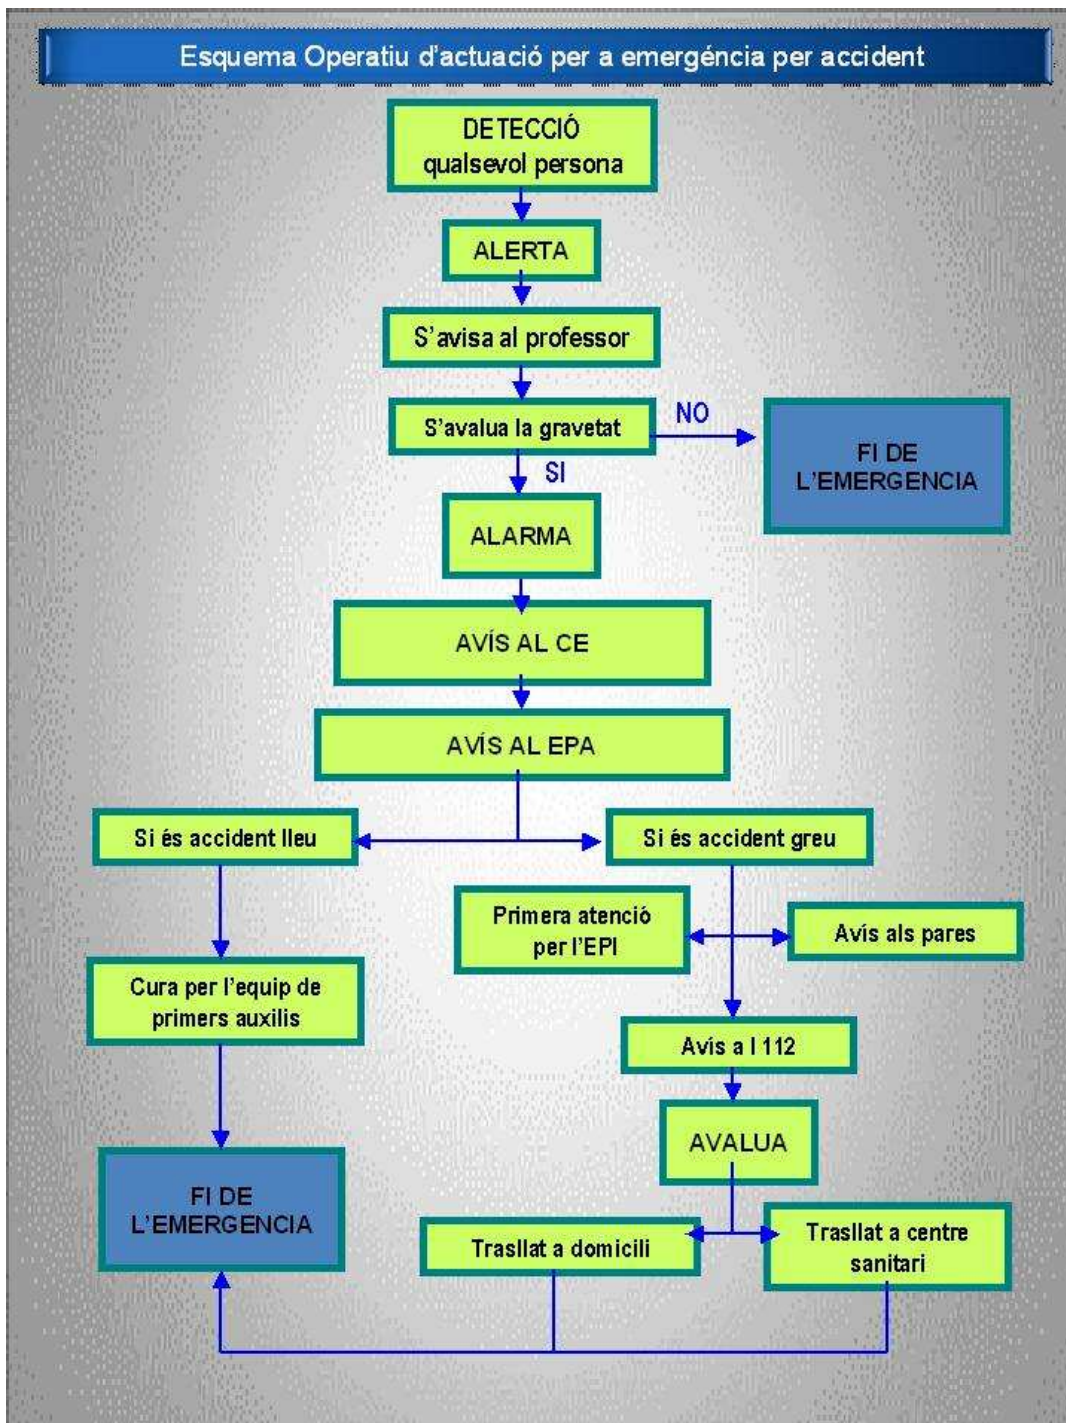 Esquema Operatiu d'actuació per a emergéncia per accident
DETECCIÓ
qualsevol persona
ALERTA
S'avisa al professor
S'avalua la gravetat
NO
FI DE
L'EMERGENCIA
SI
ALARMA
AVÍS AL CE
AVÍS AL EPA
Si és accident lleu
Si és accident greu
Primera atenció
per l'EPI
Avís als pares
Cura per l'equip de
primers auxilis
Avís a l 112
AVALUA
FI DE
L'EMERGENCIA
Trasllat a domicili
Trasllat a centre
sanitari